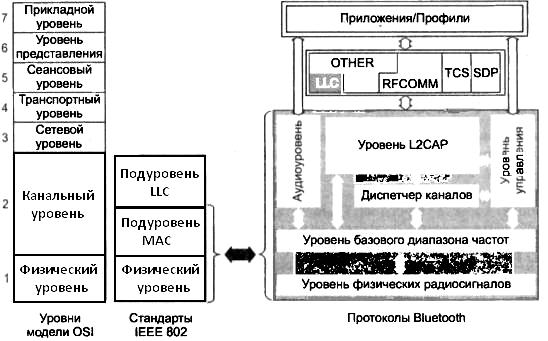 7
Прикладной
уровень
6
Уровень
представления
5
Сеансовый
уровень
4
Транспортный
уровень
3
Сетевой
уровень
2
Канальный
уровень
1
Физический
уровень
Уровни
модели OSI
Подуровень
LLC
Подуровень
MAC
Физический
уровень
Стандарты
IEEE 802
Приложения/Профили
OTHER
LLC
RFCOMM
TCS
SDP
Аудиоуровень
Уровень L2CAP
Уровень
управления
Диспетчер каналов
Уровень базового диапазона частот
Уровень физических радиосигналов
Протоколы Bluetooth